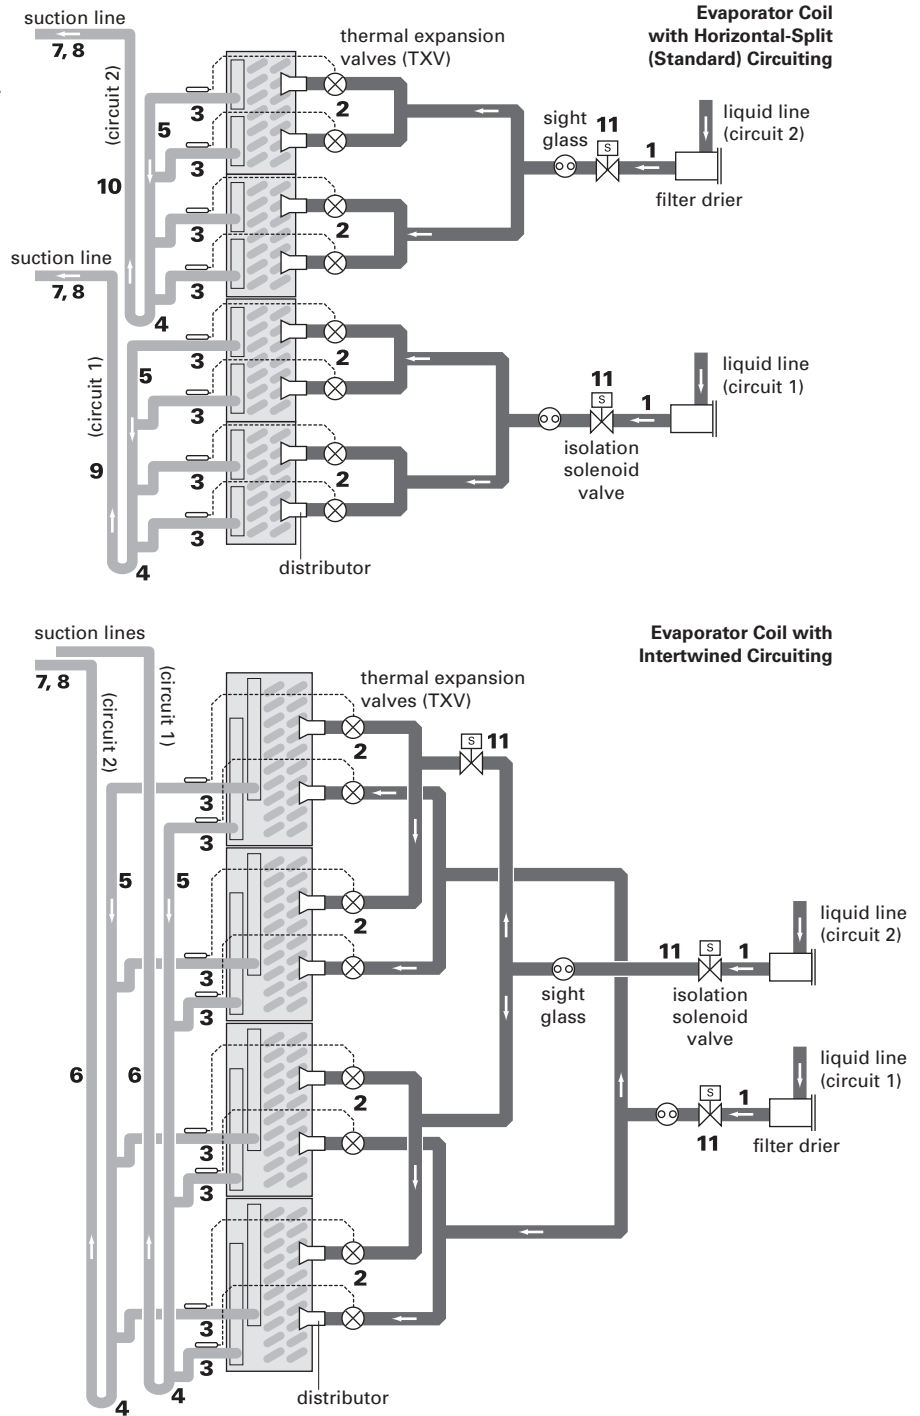 suction line
7, 8
(circuit 2)
5
10
3
3
3
3
4
thermal expansion
valves (TXV)
2
2
Evaporator Coil
with Horizontal-Split
(Standard) Circuiting
sight
glass
11
S
1
liquid line
(circuit 2)
filter drier
suction line
7, 8
(circuit 1)
5
9
3
3
3
3
4
2
2
distributor
11
S
1
liquid line
(circuit 1)
isolation
solenoid
valve
suction lines
7, 8
(circuit 2)
(circuit 1)
Evaporator Coil with
Intertwined Circuiting
thermal expansion
valves (TXV)
2
S
11
3
3
5
5
2
3
3
sight
glass
11
S
1
liquid line
(circuit 2)
isolation
solenoid
valve
6
6
2
3
3
S
1
11
liquid line
(circuit 1)
filter drier
2
3
3
4
4
distributor